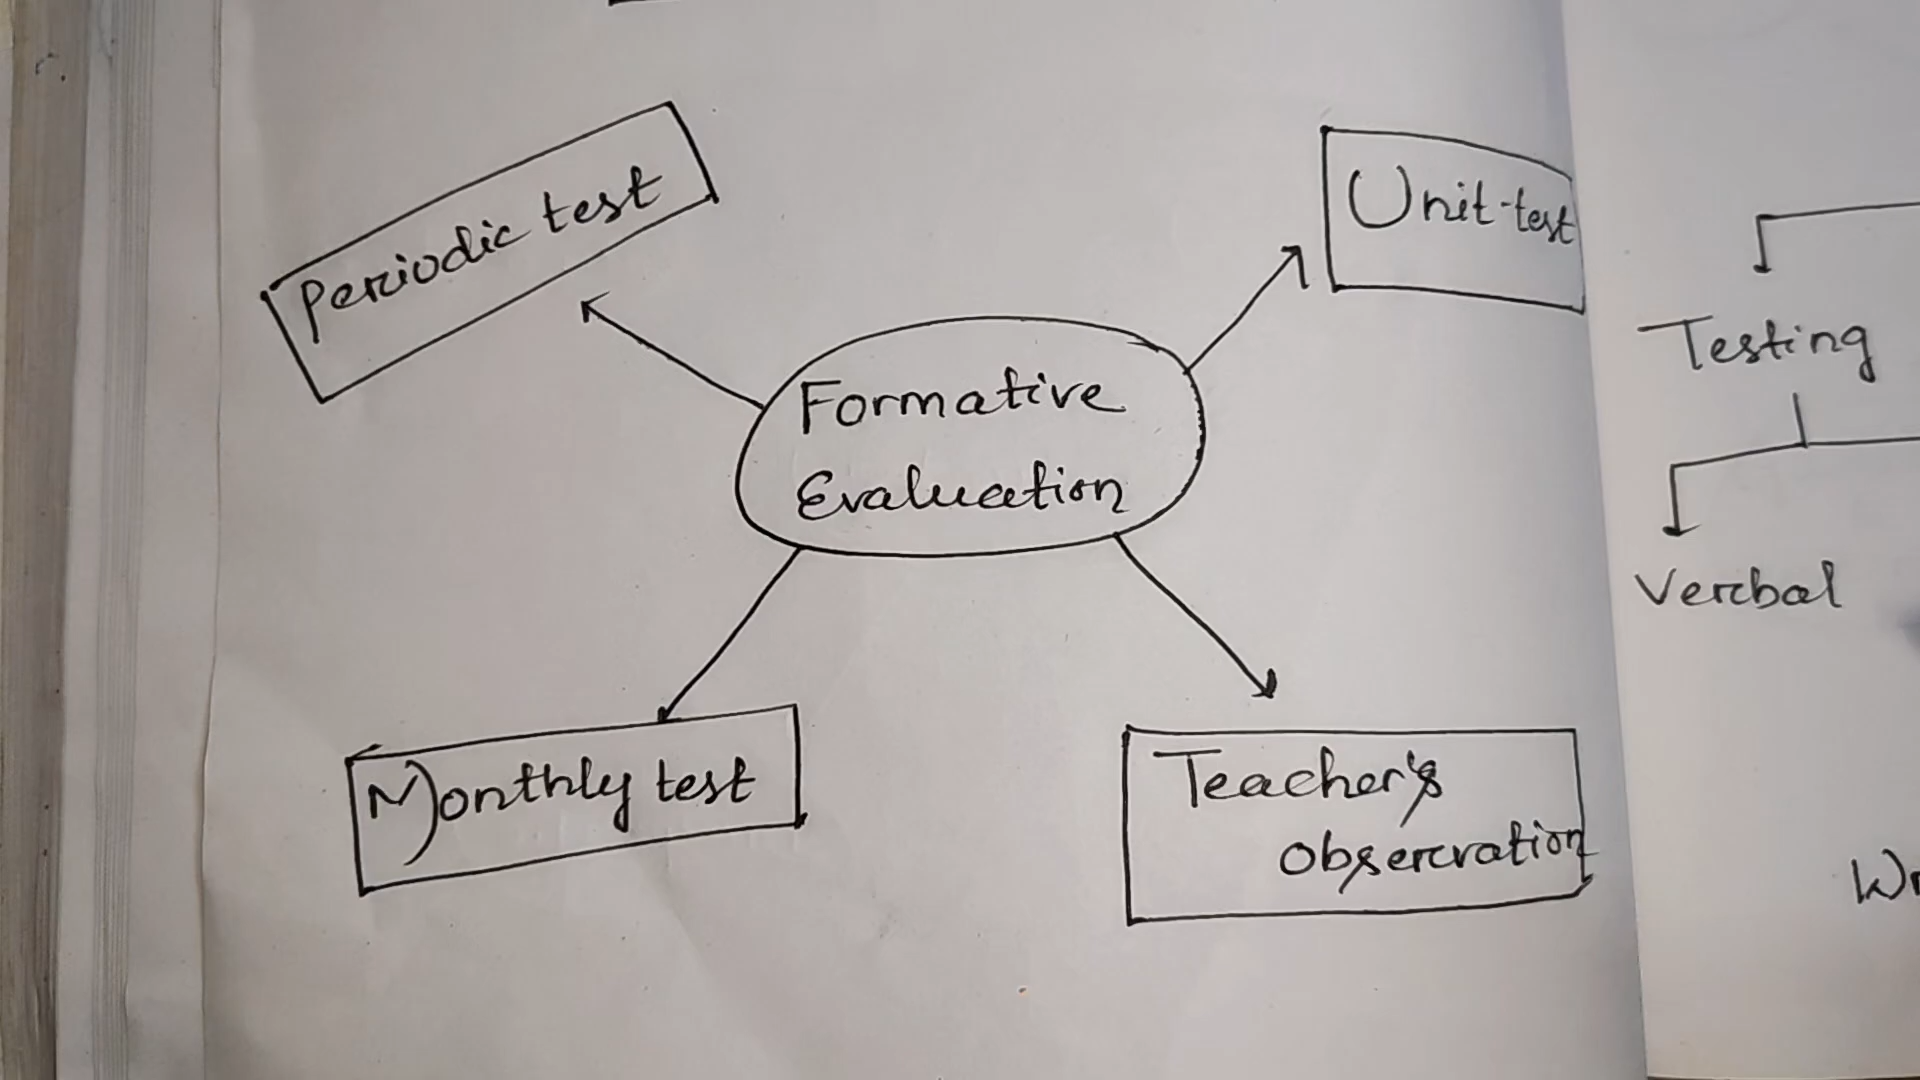 Periodic test
Unit-test
Formative
Evaluation
Monthly test
Teacher's
observation
Testing
Verbal